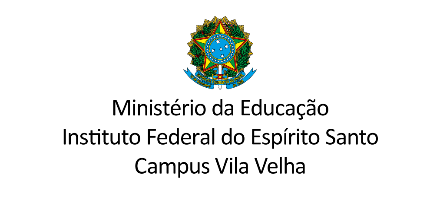 Ministério da Educação
Instituto Federal do Espírito Santo
Campus Vila Velha